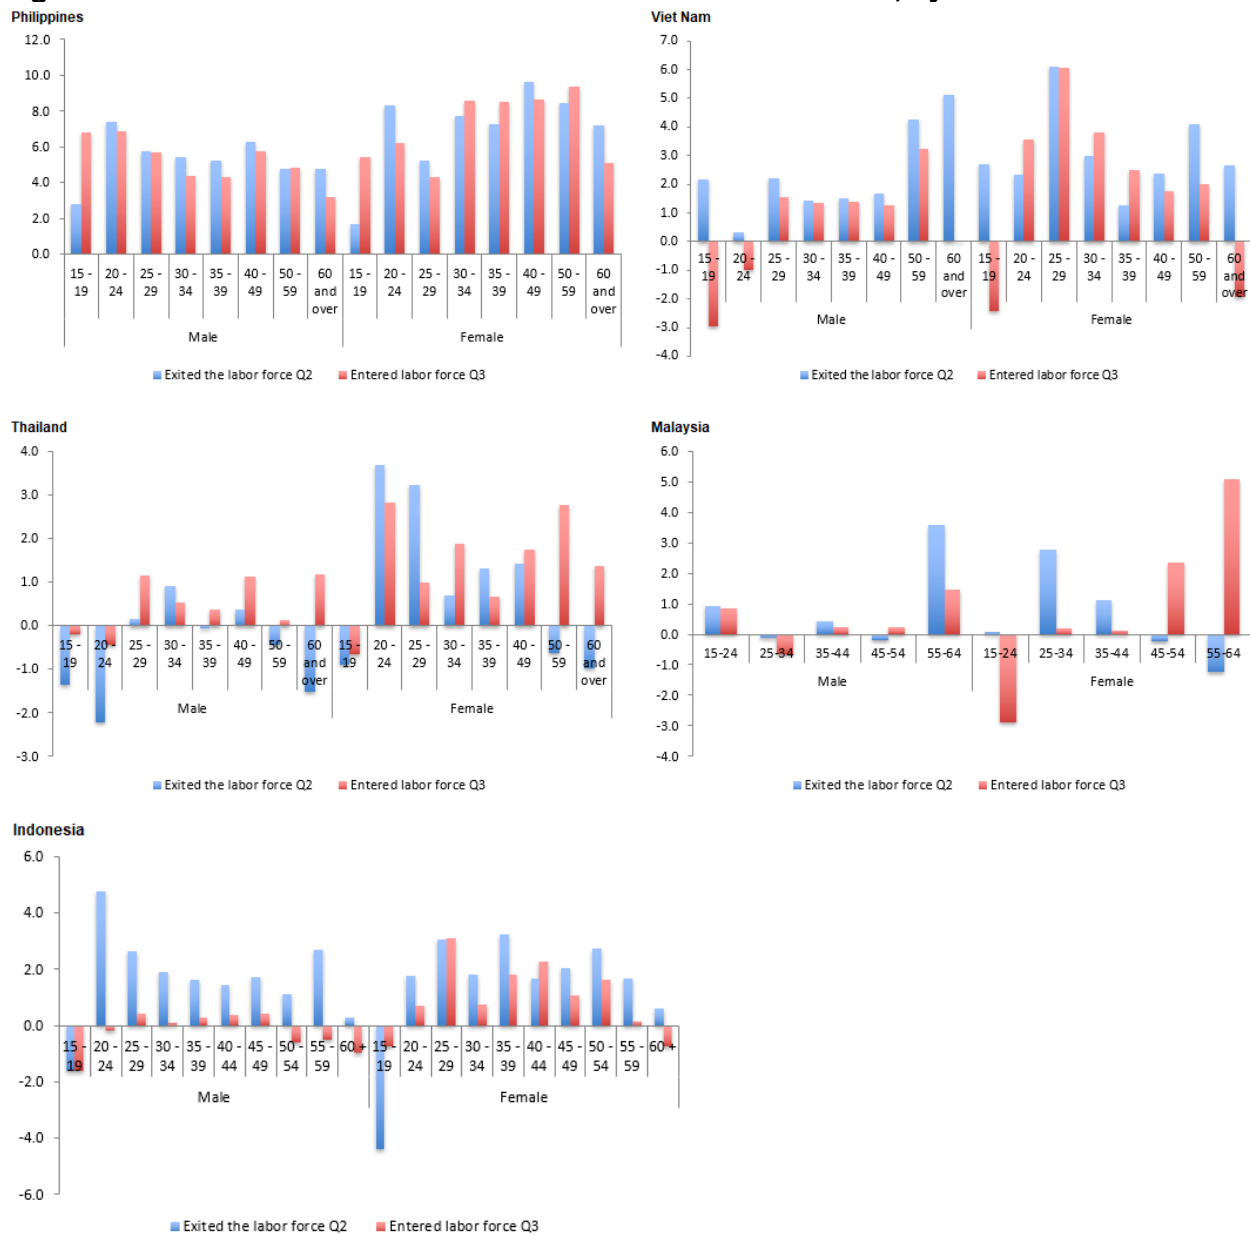 Philippines
12.0
10.0
8.0
6.0
4.0
2.0
0.0
15 - 20 - 25 - 30 - 35 - 40 - 50 - 60 15 - 20 - 25 - 30 - 35 - 40 - 50 - 60
19 24 29 34 39 49 59 and 19 24 29 34 39 49 59 and
over over
Male Female
Exited the labor force Q2 Entered labor force Q3
Viet Nam
7.0
6.0
5.0
4.0
3.0
2.0
1.0
0.0
-1.0
-2.0
-3.0
-4.0
15 - 20 - 25 - 30 - 35 - 40 - 50 - 60 15 - 20 - 25 - 30 - 35 - 40 - 50 - 60
19 24 29 34 39 49 59 and 19 24 29 34 39 49 59 and
over over
Male Female
Exited the labor force Q2 Entered labor force Q3
Thailand
4.0
3.0
2.0
1.0
0.0
-1.0
-2.0
-3.0
15 - 20 - 25 - 30 - 35 - 40 - 50 - 60 15 - 20 - 25 - 30 - 35 - 40 - 50 - 60
19 24 29 34 39 49 59 and 19 24 29 34 39 49 59 and
over over
Male Female
Exited the labor force Q2 Entered labor force Q3
Malaysia
6.0
5.0
4.0
3.0
2.0
1.0
0.0
-1.0
-2.0
-3.0
-4.0
15-24 25-34 35-44 45-54 55-64 15-24 25-34 35-44 45-54 55-64
Male Female
Exited the labor force Q2 Entered labor force Q3
Indonesia
6.0
4.0
2.0
0.0
-2.0
-4.0
-6.0
15 - 20 - 25 - 30 - 35 - 40 - 45 - 50 - 55 - 60 + 15 - 20 - 25 - 30 - 35 - 40 - 45 - 50 - 55 - 60 +
19 24 29 34 39 44 49 54 59 19 24 29 34 39 44 49 54 59
Male Female
Exited the labor force Q2 Entered labor force Q3